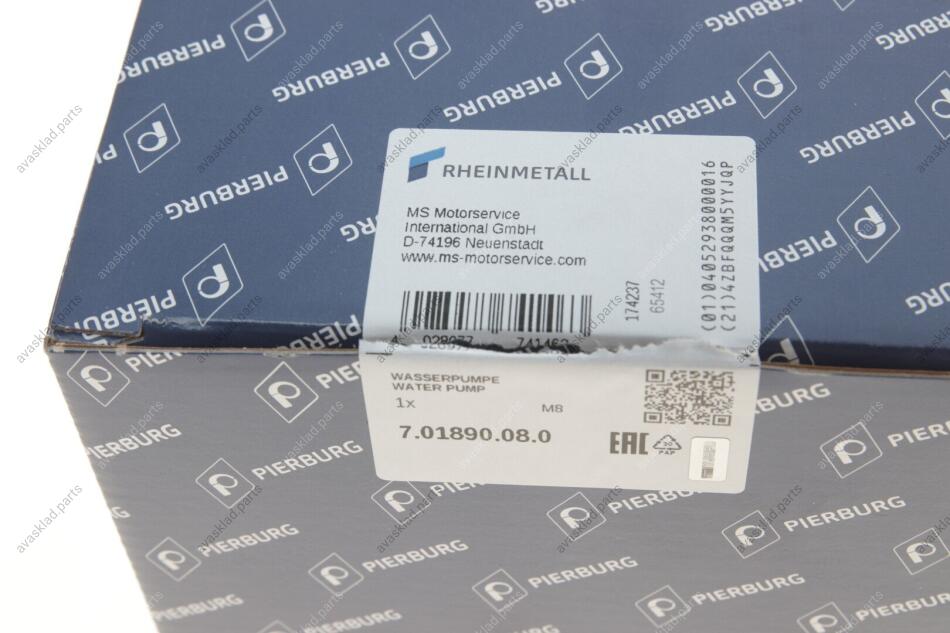 PIERBURG
RHEINMETALL
MS Motorservice
International GmbH
D-74196 Neuenstadt
www.ms-motorservice.com
174237
65412
(01)04052938000016
(21)4ZBFQQQM5YYJQP
WASSERPUMPE
WATER PUMP
1x
M8
7.01890.08.0
EAC
PAP
avasklad.parts